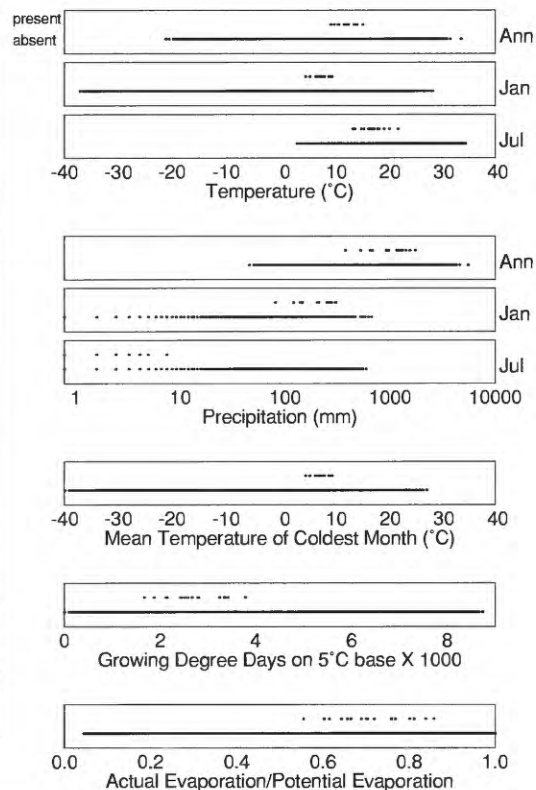 present
absent
Ann
Jan
Jul
-40 -30 -20 -10 0 10 20 30 40
Temperature (˚C)
Ann
Jan
Jul
1 10 100 1000 10000
Precipitation (mm)
-40 -30 -20 -10 0 10 20 30 40
Mean Temperature of Coldest Month (˚C)
0 2 4 6 8
Growing Degree Days on 5˚C base X 1000
0.0 0.2 0.4 0.6 0.8 1.0
Actual Evaporation/Potential Evaporation